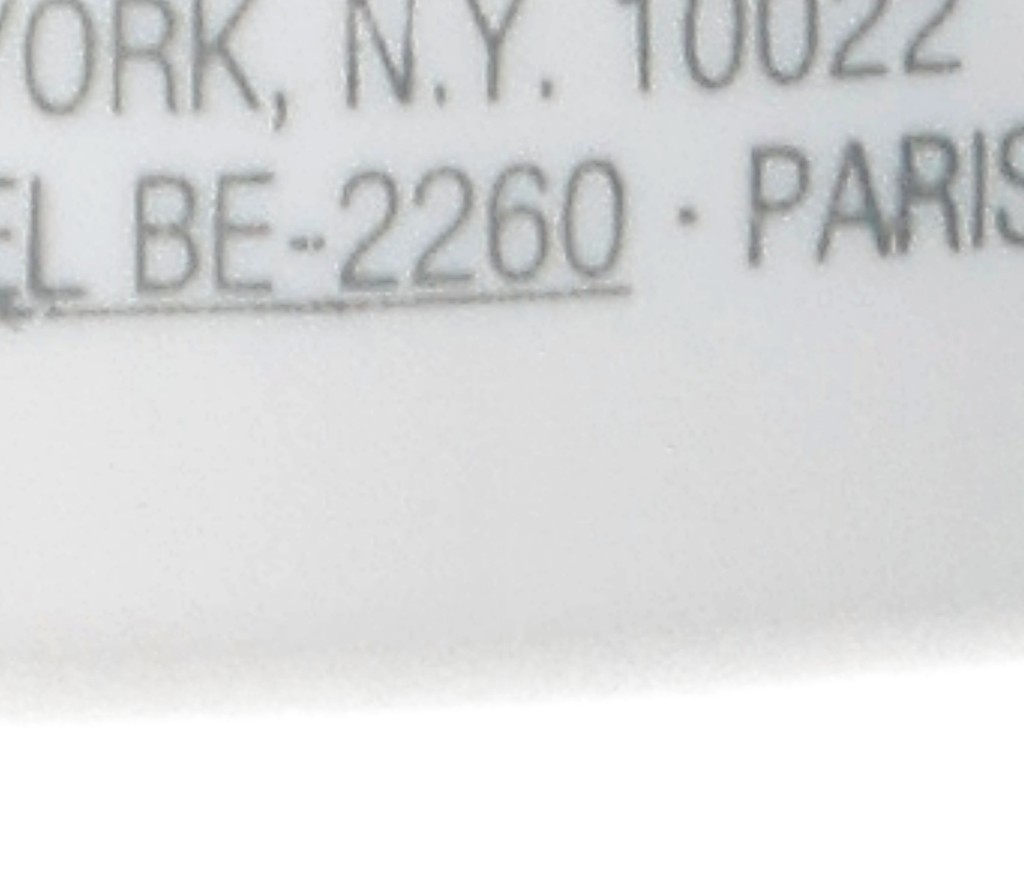 YORK, N.Y. 10022
EL BE-2260 · PARIS